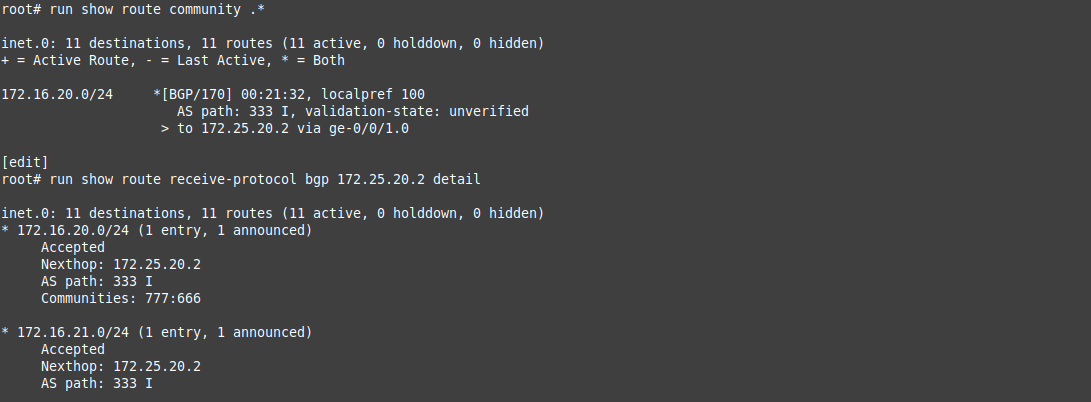 root# run show route community .*
inet.0: 11 destinations, 11 routes (11 active, 0 holddown, 0 hidden)
+ = Active Route, - = Last Active, * = Both
172.16.20.0/24     *[BGP/170] 00:21:32, localpref 100
AS path: 333 I, validation-state: unverified
> to 172.25.20.2 via ge-0/0/1.0
[edit]
root# run show route receive-protocol bgp 172.25.20.2 detail
inet.0: 11 destinations, 11 routes (11 active, 0 holddown, 0 hidden)
* 172.16.20.0/24 (1 entry, 1 announced)
Accepted
Nexthop: 172.25.20.2
AS path: 333 I
Communities: 777:666
* 172.16.21.0/24 (1 entry, 1 announced)
Accepted
Nexthop: 172.25.20.2
AS path: 333 I